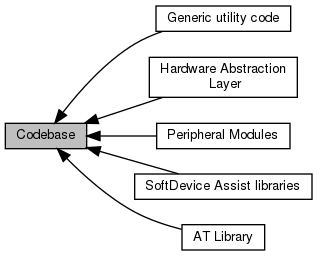 Generic utility code
Hardware Abstraction
Layer
Codebase
Peripheral Modules
SoftDevice Assist libraries
AT Library